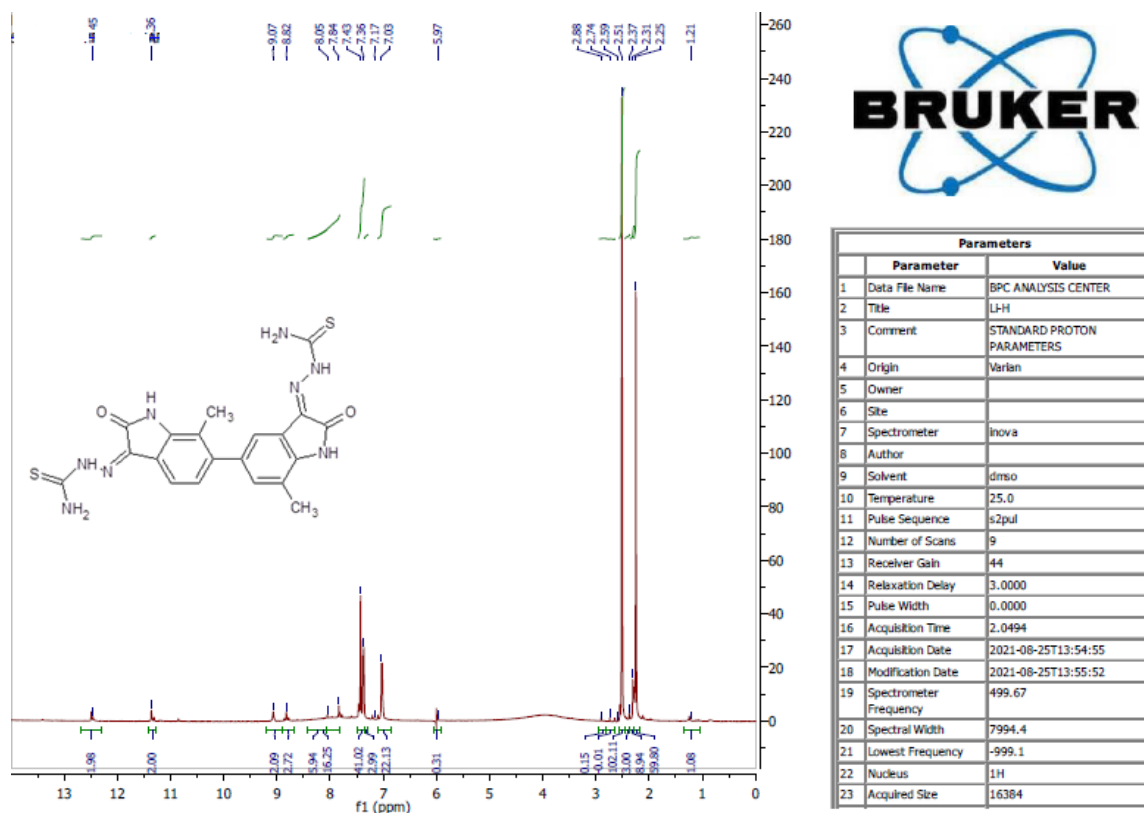 9.07
8.82
8.05
7.84
7.43
7.36
7.17
7.03
5.97
2.88
2.74
2.59
2.51
2.37
2.31
2.25
1.21
260
240
220
200
180
160
140
120
100
80
60
40
20
0
S
H₂N
NH
N
O
NH
CH₃
H
N
CH₃
O
N
NH
S
NH₂
1.98
2.00
2.09
2.72
5.94
16.25
41.02
2.99
22.13
0.31
0.15
-0.01
102.11
3.00
8.94
59.80
1.08
13 12 11 10 9 8 7 6 5 4 3 2 1 0
f1 (ppm)
BRUKER
Parameters
Parameter Value
1 Data File Name BPC ANALYSIS CENTER
2 Title LI-H
3 Comment STANDARD PROTON
PARAMETERS
4 Origin Varian
5 Owner
6 Site
7 Spectrometer inova
8 Author
9 Solvent dmso
10 Temperature 25.0
11 Pulse Sequence s2pul
12 Number of Scans 9
13 Receiver Gain 44
14 Relaxation Delay 3.0000
15 Pulse Width 0.0000
16 Acquisition Time 2.0494
17 Acquisition Date 2021-08-25T13:54:55
18 Modification Date 2021-08-25T13:55:52
19 Spectrometer 499.67
Frequency
20 Spectral Width 7994.4
21 Lowest Frequency -999.1
22 Nucleus 1H
23 Acquired Size 16384